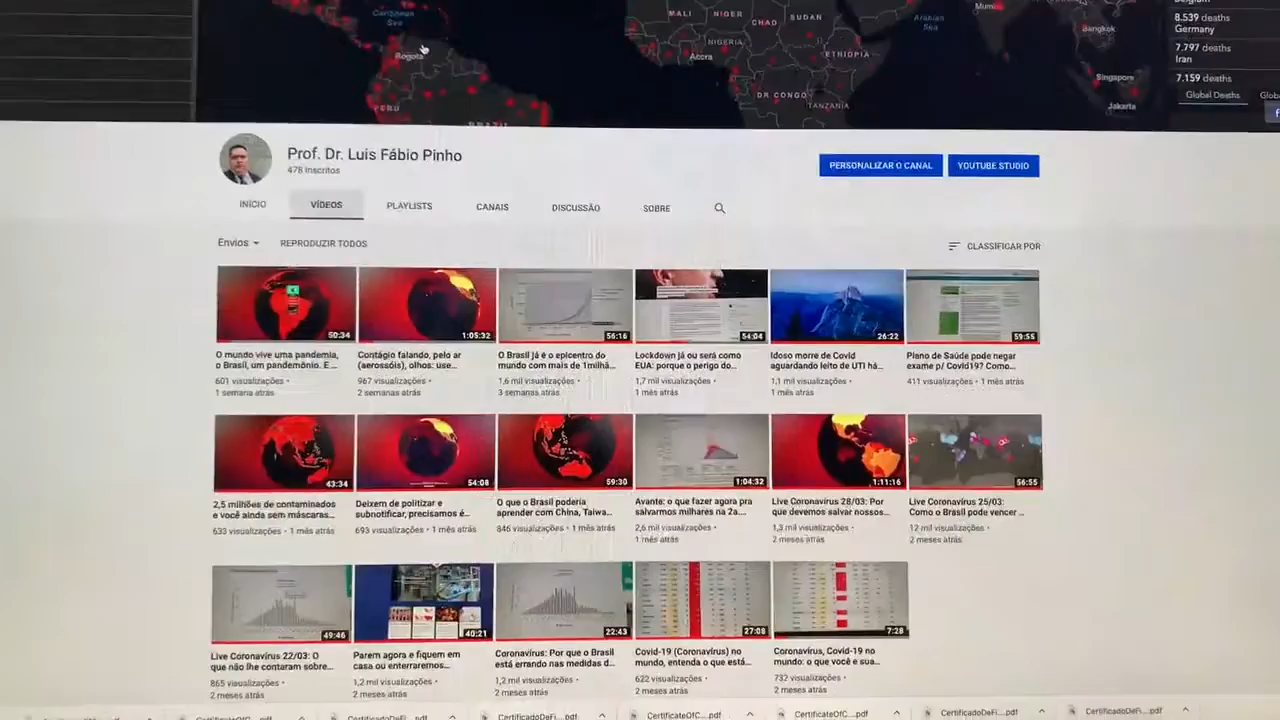 Caribbean
Sea
Bogota
PERU
BRAZIL
MALI
NIGER
CHAD
SUDAN
NIGERIA
ETHIOPIA
Accra
DR CONGO
TANZANIA
Arabian
Sea
Mumbai
Bangkok
Singapore
Jakarta
8.539 deaths
Germany
7.797 deaths
Iran
7.159 deaths
Global Deaths
Prof. Dr. Luis Fábio Pinho
478 inscritos
PERSONALIZAR O CANAL
YOUTUBE STUDIO
INÍCIO
VÍDEOS
PLAYLISTS
CANAIS
DISCUSSÃO
SOBRE
Envios
REPRODUZIR TODOS
CLASSIFICAR POR
50:34
1:05:32
56:16
54:04
26:22
59:55
O mundo vive uma pandemia,
o Brasil, um pandemônio. E...
601 visualizações •
1 semana atrás
Contágio falando, pelo ar
(aerossóis), olhos: use...
967 visualizações •
2 semanas atrás
O Brasil já é o epicentro do
mundo com mais de 1milhã...
1,6 mil visualizações •
3 semanas atrás
Lockdown já ou será como
EUA: porque o perigo do...
1,7 mil visualizações •
1 mês atrás
Idoso morre de Covid
aguardando leito de UTI há...
1,1 mil visualizações •
1 mês atrás
Plano de Saúde pode negar
exame p/ Covid19? Como...
411 visualizações • 1 mês atrás
43:34
54:08
59:30
1:04:32
1:11:16
56:55
2,5 milhões de contaminados
e você ainda sem máscaras...
633 visualizações • 1 mês atrás
Deixem de politizar e
subnotificar, precisamos é...
693 visualizações • 1 mês atrás
O que o Brasil poderia
aprender com China, Taiwa...
846 visualizações • 1 mês atrás
Avante: o que fazer agora pra
salvarmos milhares na 2a....
2,6 mil visualizações •
1 mês atrás
Live Coronavírus 28/03: Por
que devemos salvar nossos...
1,3 mil visualizações •
2 meses atrás
Live Coronavírus 25/03:
Como o Brasil pode vencer ...
12 mil visualizações •
2 meses atrás
49:46
40:21
22:43
27:08
7:28
Live Coronavírus 22/03: O
que não lhe contaram sobre...
865 visualizações •
2 meses atrás
Parem agora e fiquem em
casa ou enterraremos...
1,2 mil visualizações •
2 meses atrás
Coronavírus: Por que o Brasil
está errando nas medidas d...
1,2 mil visualizações •
2 meses atrás
Covid-19 (Coronavírus) no
mundo, entenda o que está...
622 visualizações •
2 meses atrás
Coronavírus, Covid-19 no
mundo: o que você e sua...
732 visualizações •
2 meses atrás
CertificateOfC....pdf
CertificadoDeFi....pdf
CertificadoDeFi....pdf
CertificateOfC....pdf
CertificateOfC....pdf
CertificadoDeFi....pdf
CertificadoDeFi....pdf